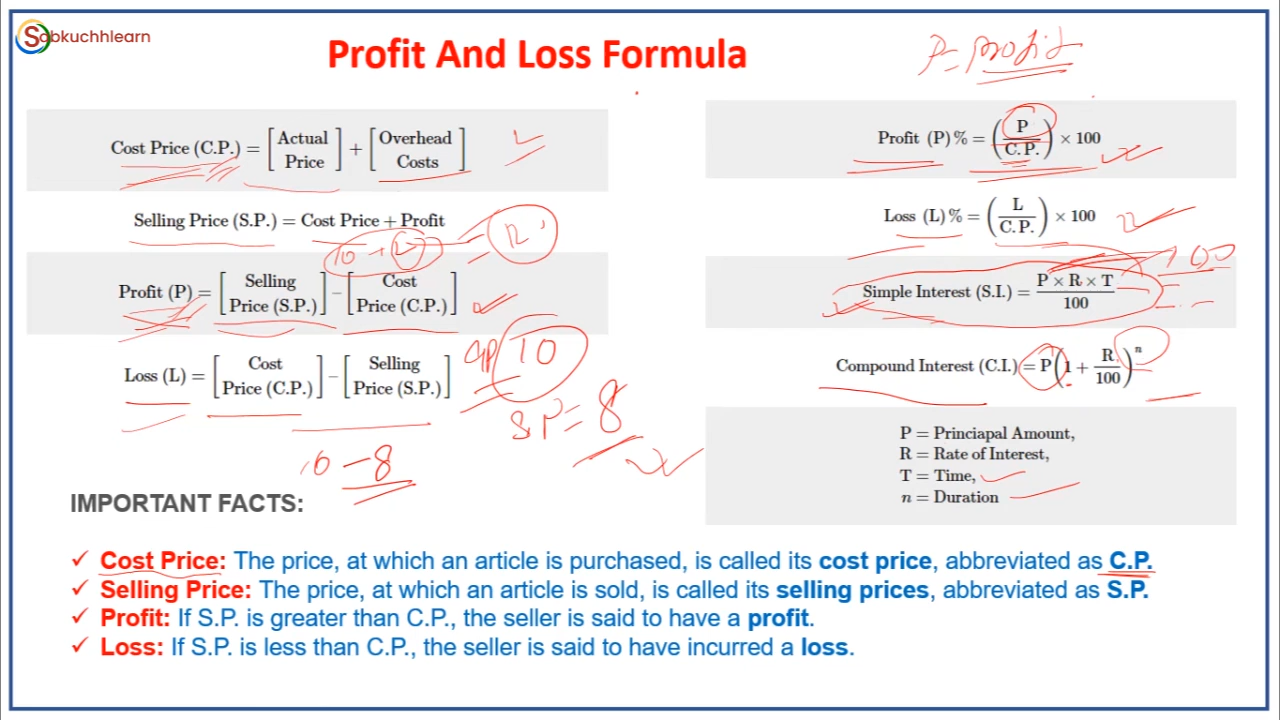 Sabkuchhlearn
Profit And Loss Formula
P = Profit
Cost Price (C.P.) = [Actual Price] + [Overhead Costs]
Selling Price (S.P.) = Cost Price + Profit
10 + 2
12
Profit (P) = [Selling Price (S.P.)] – [Cost Price (C.P.)]
Loss (L) = [Cost Price (C.P.)] – [Selling Price (S.P.)]
CP 10
SP = 8
10 – 8
Profit (P)% = (P / C.P.) × 100
Loss (L)% = (L / C.P.) × 100
100
Simple Interest (S.I.) = P × R × T / 100
Compound Interest (C.I.) = P(1 + R / 100)ⁿ
P = Princiapal Amount,
R = Rate of Interest,
T = Time,
n = Duration
IMPORTANT FACTS:
✓ Cost Price: The price, at which an article is purchased, is called its cost price, abbreviated as C.P.
✓ Selling Price: The price, at which an article is sold, is called its selling prices, abbreviated as S.P.
✓ Profit: If S.P. is greater than C.P., the seller is said to have a profit.
✓ Loss: If S.P. is less than C.P., the seller is said to have incurred a loss.